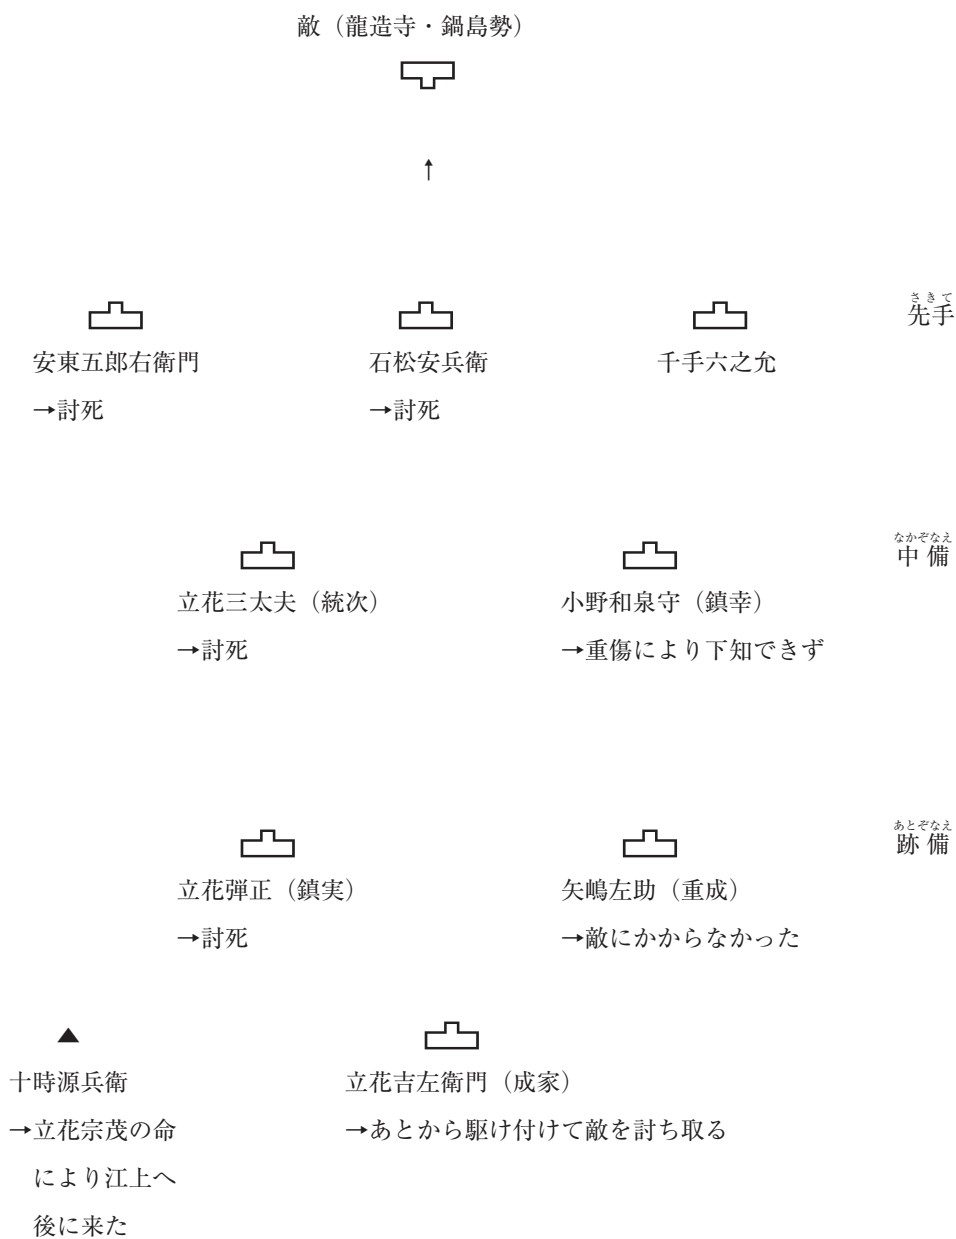 敵（龍造寺・鍋島勢）
↑
さきて
先手
安東五郎右衛門
→討死
石松安兵衛
→討死
千手六之允
なかぞなえ
中備
立花三太夫（統次）
→討死
小野和泉守（鎮幸）
→重傷により下知できず
あとぞなえ
跡備
立花弾正（鎮実）
→討死
矢嶋左助（重成）
→敵にかからなかった
十時源兵衛
→立花宗茂の命
により江上へ
後に来た
立花吉左衛門（成家）
→あとから駆け付けて敵を討ち取る